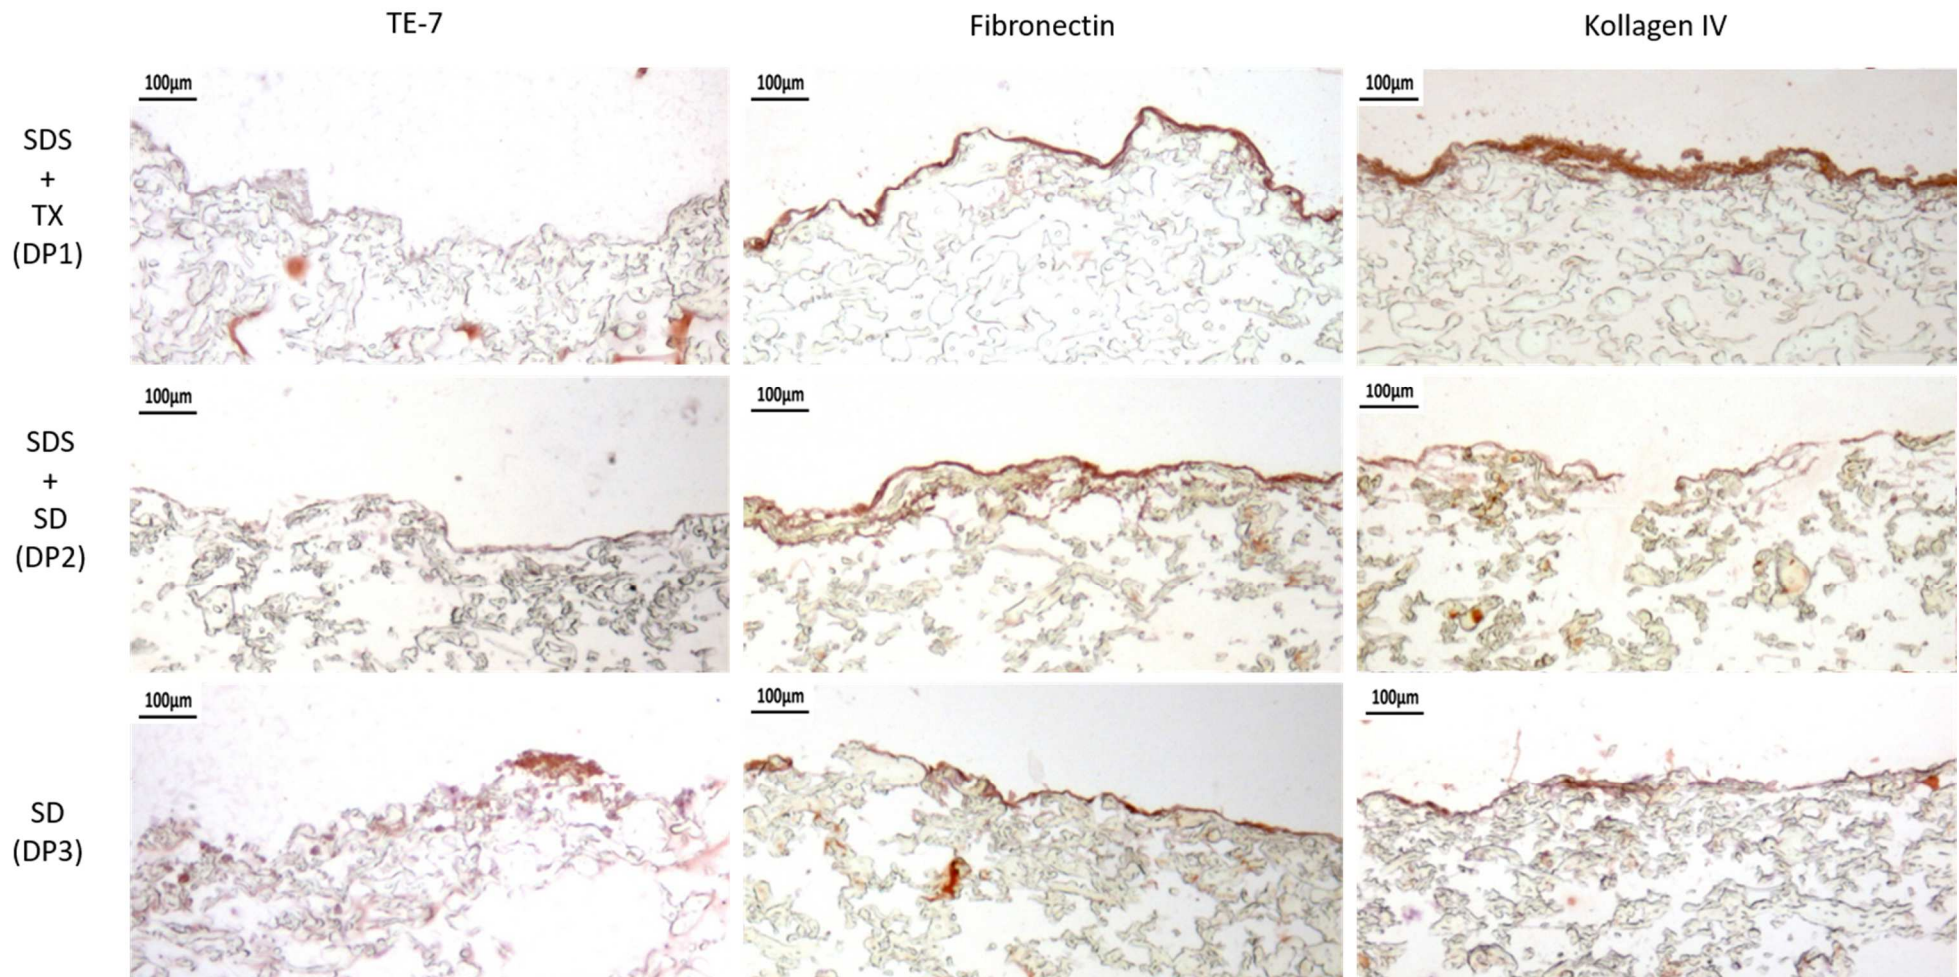 TE-7
Fibronectin
Kollagen IV
SDS
+
TX
(DP1)
100µm
100µm
100µm
SDS
+
SD
(DP2)
100µm
100µm
100µm
SD
(DP3)
100µm
100µm
100µm